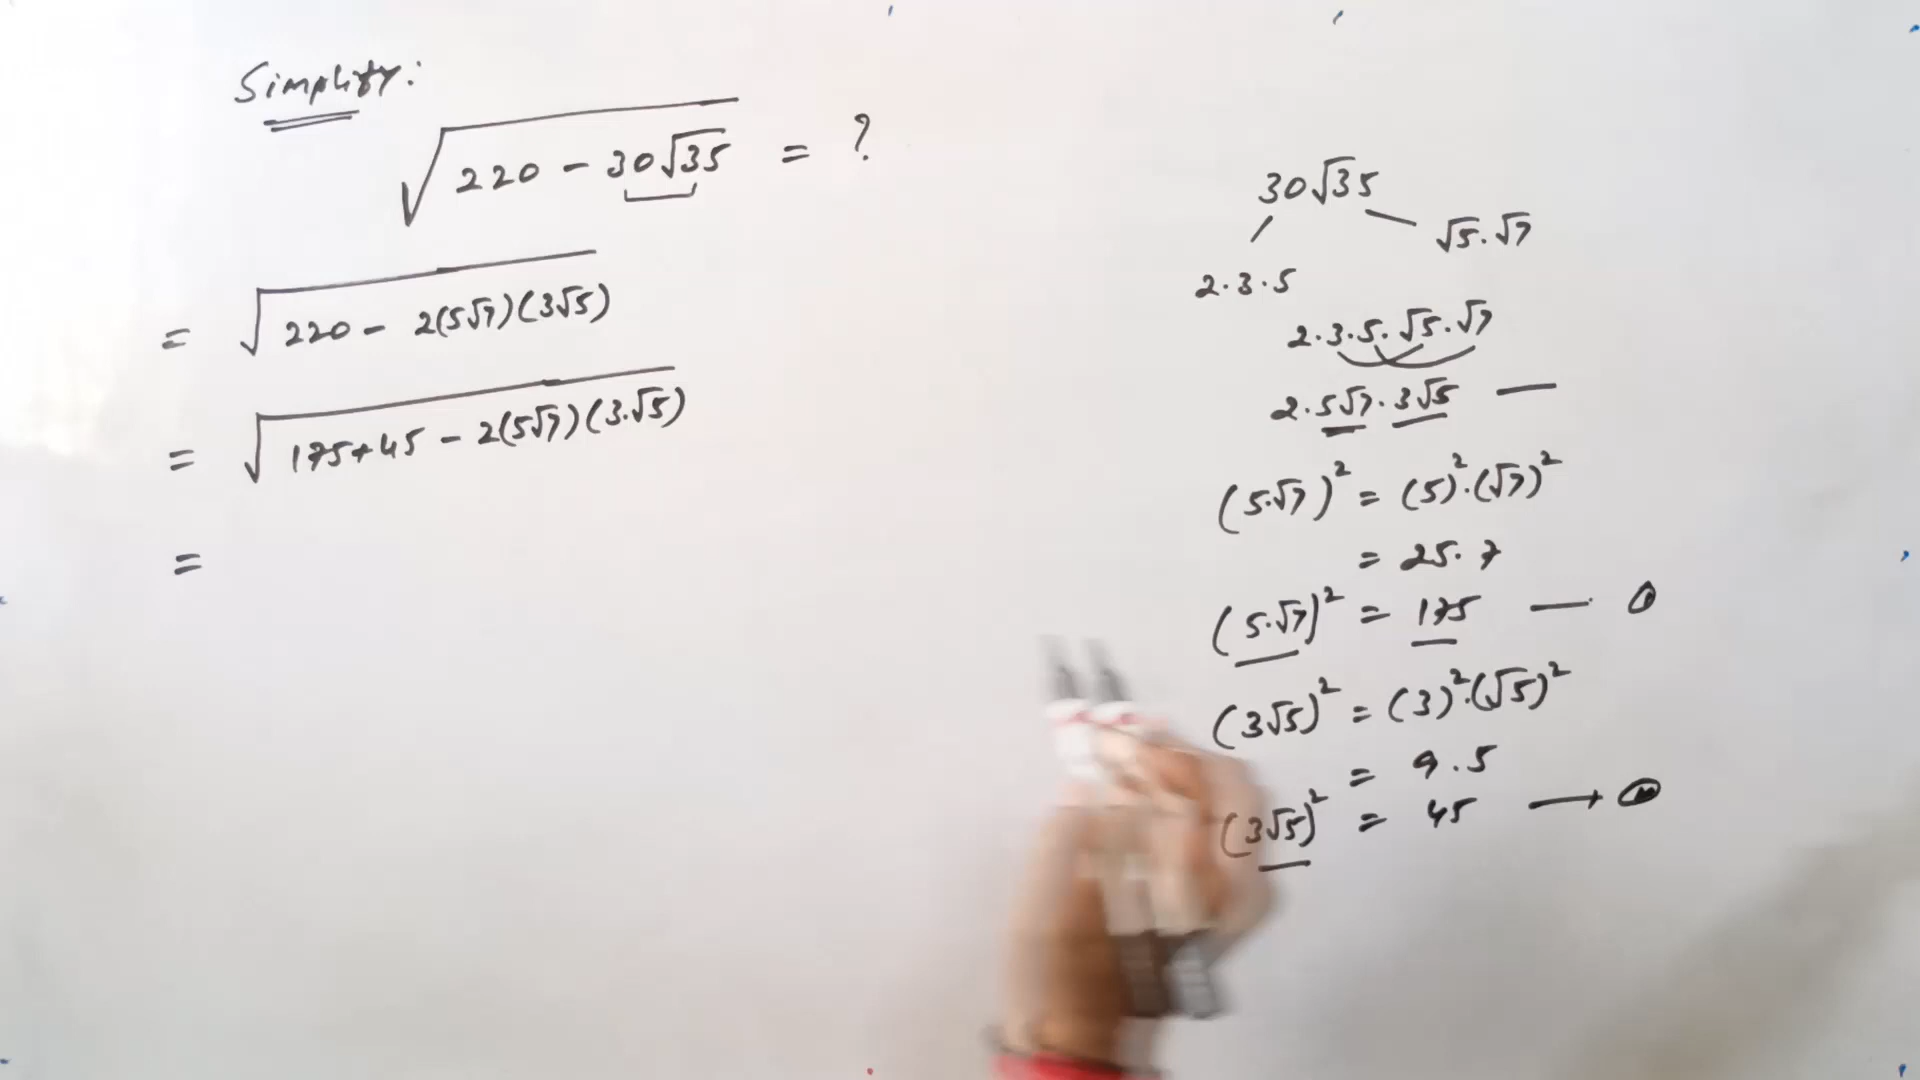 Simplify:
√(220 - 30√35) = ?
= √(220 - 2(5√7)(3√5))
= √(175+45 - 2(5√7)(3.√5))
=
30√35
2.3.5
√5.√7
2.3.5.√5.√7
2.5√7.3√5 —
(5.√7)² = (5)².(√7)²
= 25.7
(5.√7)² = 175 —
(3√5)² = (3)².(√5)²
= 9.5
(3√5)² = 45 →